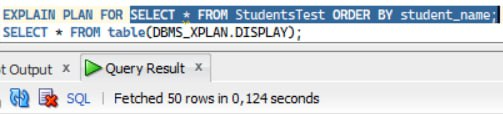 EXPLAIN PLAN FOR SELECT * FROM StudentsTest ORDER BY student_name;
SELECT * FROM table(DBMS_XPLAN.DISPLAY);
t Output x Query Result x
SQL | Fetched 50 rows in 0,124 seconds